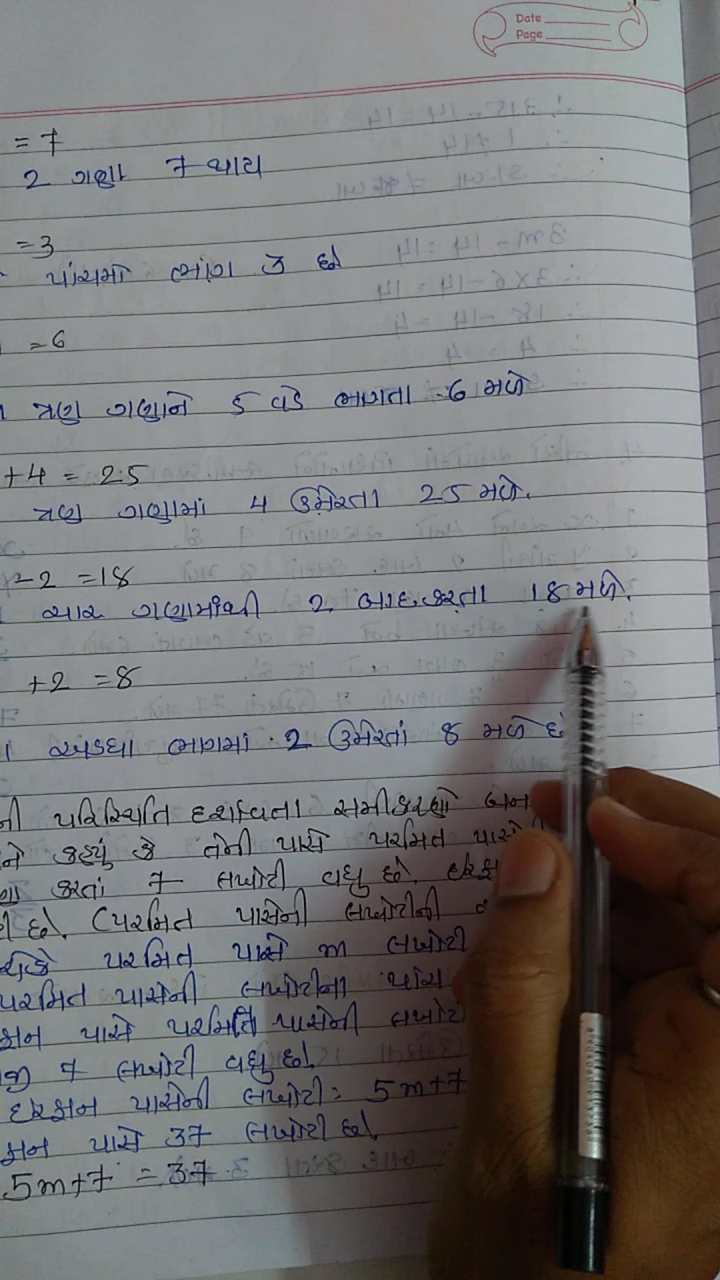 Date
Page
= 7
2 ગણા 7 થાય
= 3
પાંચમાં ભાગ 3 છે
= 6
ત્રણ ગણાને 5 વડે ભાગતા 6 મળે
+4 = 25
ત્રણ ગણામાં 4 ઉમેરતા 25 મળે.
-2 = 18
ચાર ગણામાંથી 2 બાદ કરતા 18 મળે.
+2 = 8
અડધા ભાગમાં 2 ઉમેરતાં 8 મળે છે
ની પરિસ્થિતિ દર્શાવતા સમીકરણો બન
ને કહ્યું કે તેની પાસે પરમિત પાસે
કરતાં 7 લખોટી વધુ છે.
છે. (પરમિત પાસેની લખોટીની
પરમિત પાસે m લખોટી
પરમિત પાસેની લખોટીના પાંચ
પાસે પરમિત પાસેની લખોટી
7 લખોટી વધુ છે.
ઇરફાન પાસેની લખોટી = 5m+7
ફાન પાસે 37 લખોટી છે.
5m+7 = 37